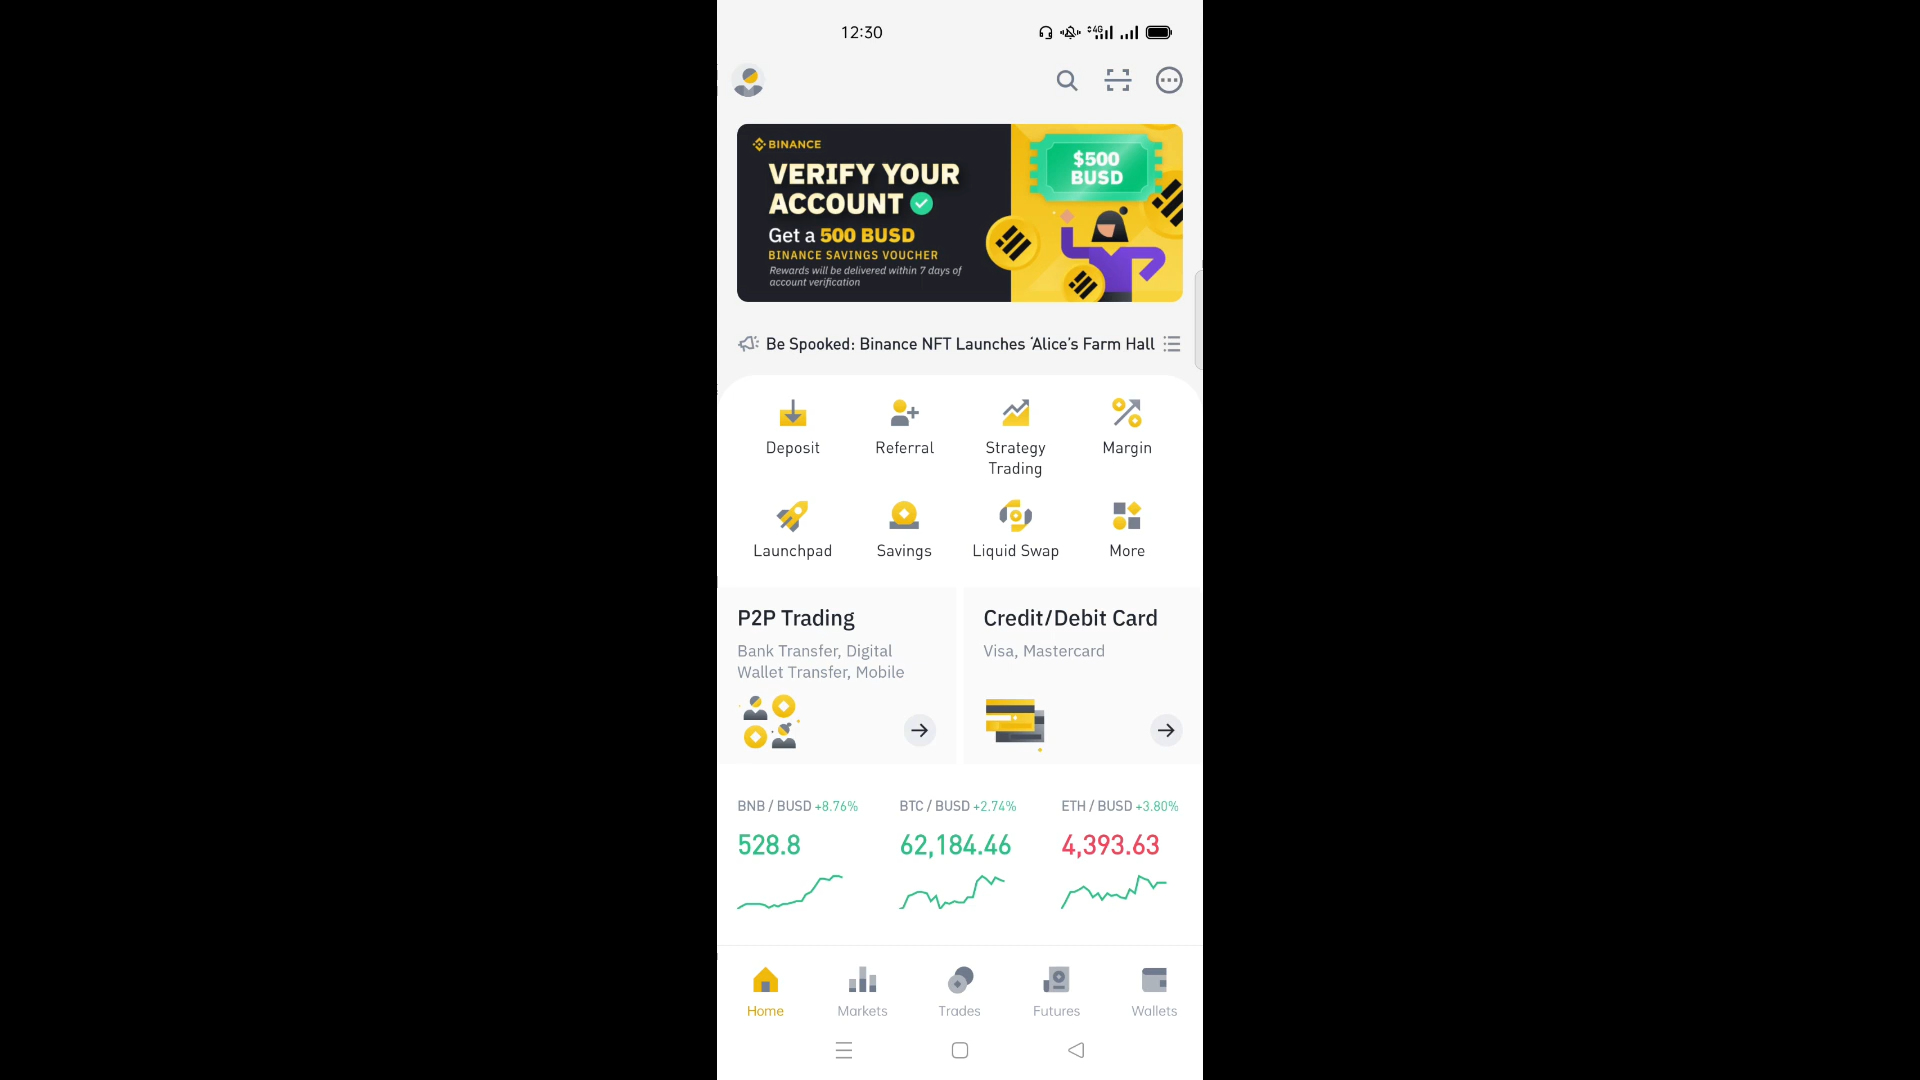 12:30
4G
BINANCE
VERIFY YOUR
ACCOUNT
Get a 500 BUSD
BINANCE SAVINGS VOUCHER
Rewards will be delivered within 7 days of
account verification
$500
BUSD
Be Spooked: Binance NFT Launches ‘Alice’s Farm Hall
Deposit
Referral
Strategy
Trading
Margin
Launchpad
Savings
Liquid Swap
More
P2P Trading
Bank Transfer, Digital
Wallet Transfer, Mobile
Credit/Debit Card
Visa, Mastercard
BNB / BUSD +8.76%
528.8
BTC / BUSD +2.74%
62,184.46
ETH / BUSD +3.80%
4,393.63
Home
Markets
Trades
Futures
Wallets